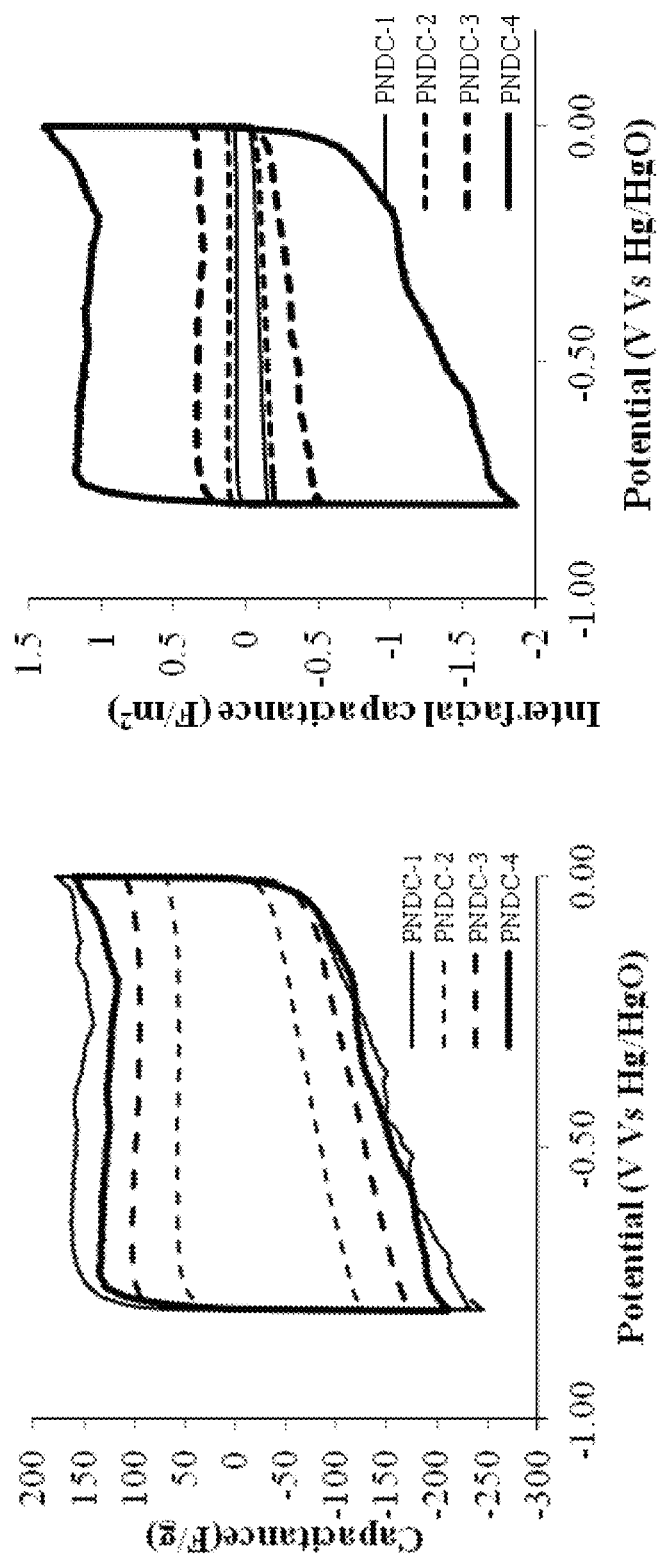 Capacitance(F/g)
200
150
100
50
0
-50
-100
-150
-200
-250
-300
-1.00
-0.50
0.00
Potential (V Vs Hg/HgO)
PNDC-1
PNDC-2
PNDC-3
PNDC-4
Interfacial capacitance (F/m²)
1.5
1
0.5
0
-0.5
-1
-1.5
-2
-1.00
-0.50
0.00
Potential (V Vs Hg/HgO)
PNDC-1
PNDC-2
PNDC-3
PNDC-4